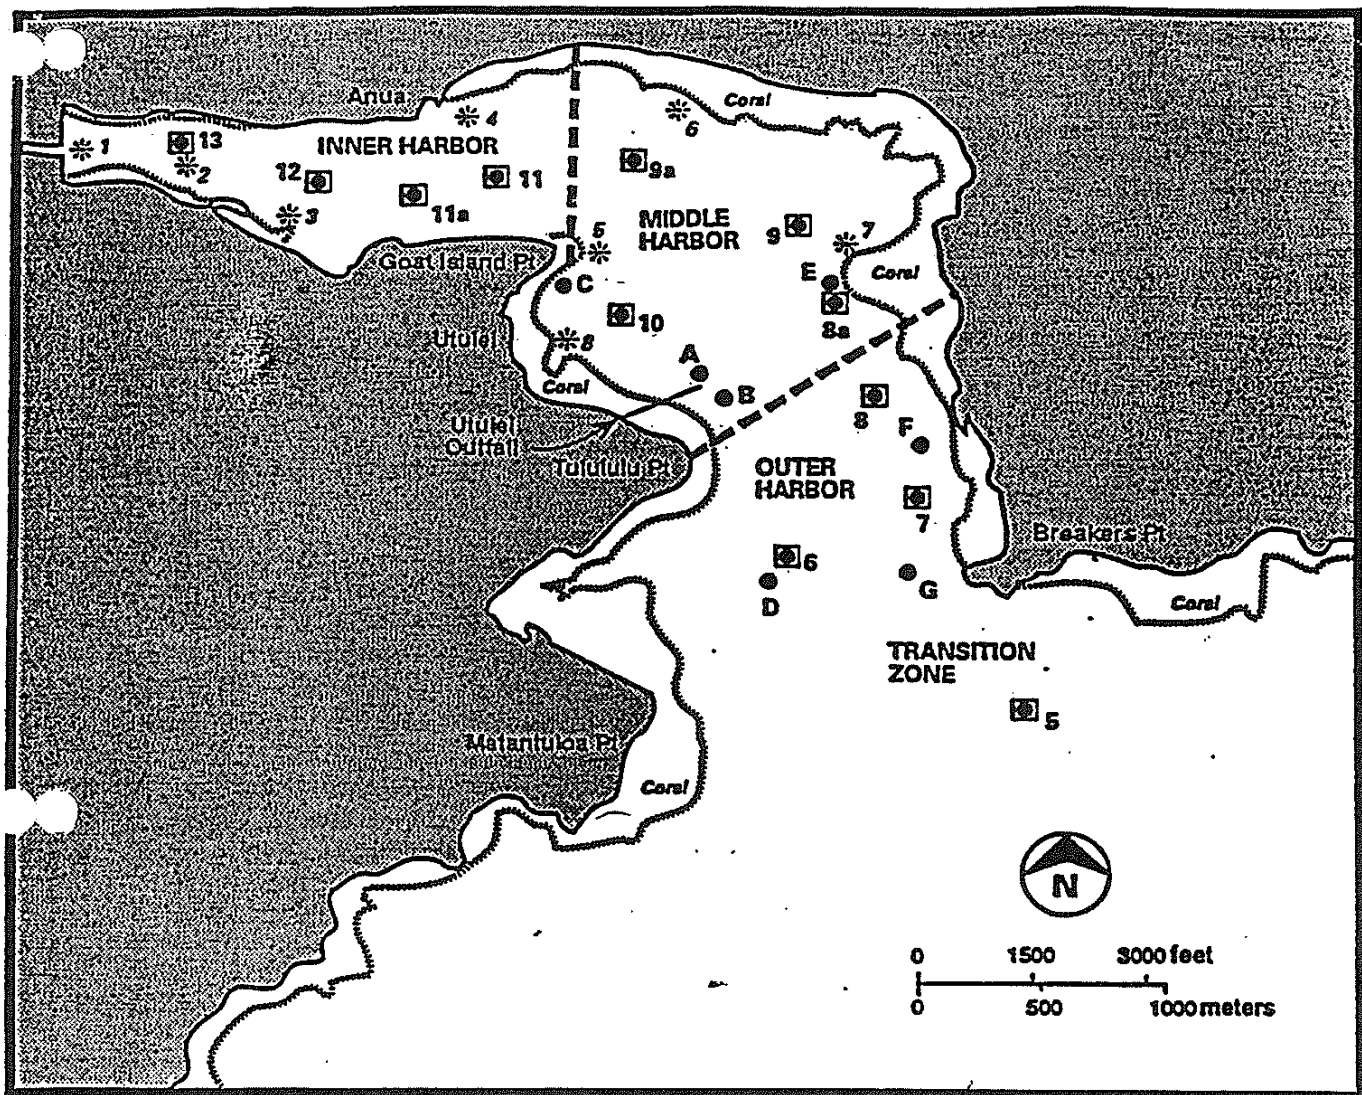 Anua
Coral
4
6
1
13
INNER HARBOR
2
12
11
9a
11a
3
MIDDLE
HARBOR
5
9
7
Goat Island Pt
E
Coral
C
10
8a
Utulei
8
A
Coral
B
8
Utulei
Outfall
F
Tulutulu Pt
OUTER
HARBOR
7
Breakers Pt
6
D
G
Coral
TRANSITION
ZONE
5
Matautuloa Pt
Coral
N
0 1500 3000 feet
0 500 1000 meters